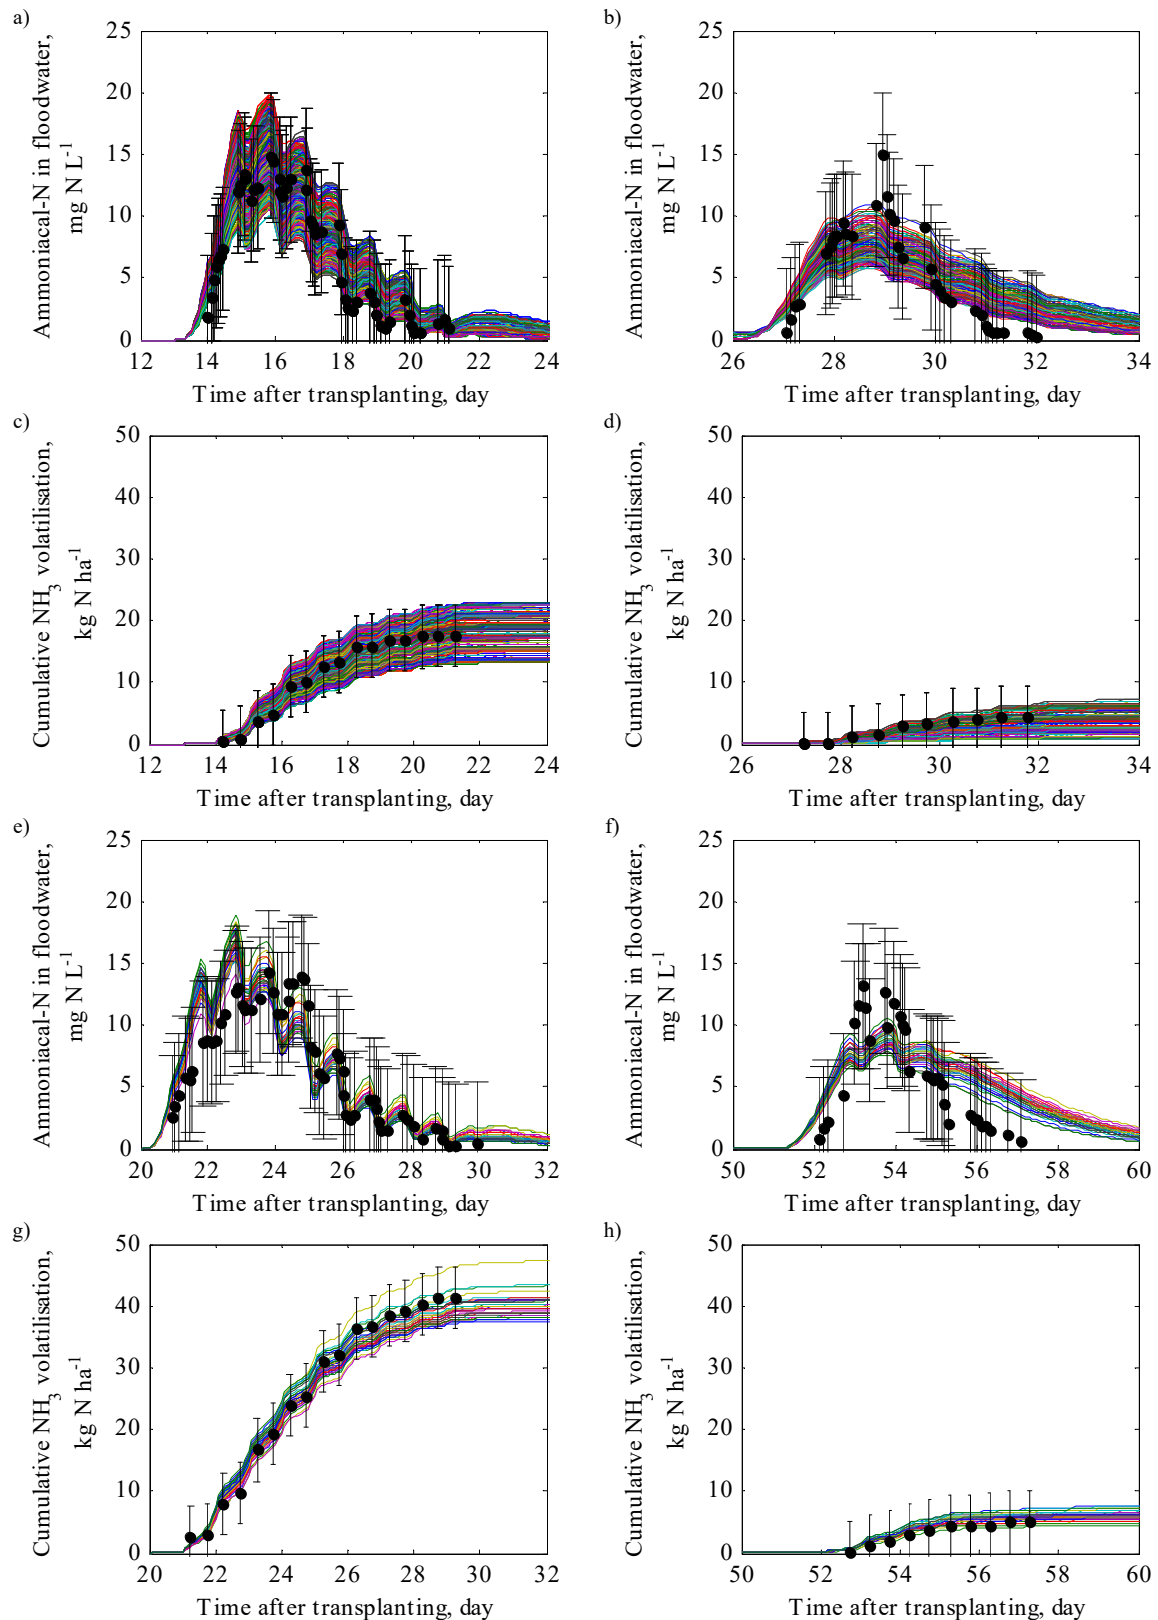 a)
Ammoniacal-N in floodwater,
mg N L-1
25
20
15
10
5
0
12 14 16 18 20 22 24
Time after transplanting, day
b)
Ammoniacal-N in floodwater,
mg N L-1
25
20
15
10
5
0
26 28 30 32 34
Time after transplanting, day
c)
Cumulative NH3 volatilisation,
kg N ha-1
50
40
30
20
10
0
12 14 16 18 20 22 24
Time after transplanting, day
d)
Cumulative NH3 volatilisation,
kg N ha-1
50
40
30
20
10
0
26 28 30 32 34
Time after transplanting, day
e)
Ammoniacal-N in floodwater,
mg N L-1
25
20
15
10
5
0
20 22 24 26 28 30 32
Time after transplanting, day
f)
Ammoniacal-N in floodwater,
mg N L-1
25
20
15
10
5
0
50 52 54 56 58 60
Time after transplanting, day
g)
Cumulative NH3 volatilisation,
kg N ha-1
50
40
30
20
10
0
20 22 24 26 28 30 32
Time after transplanting, day
h)
Cumulative NH3 volatilisation,
kg N ha-1
50
40
30
20
10
0
50 52 54 56 58 60
Time after transplanting, day